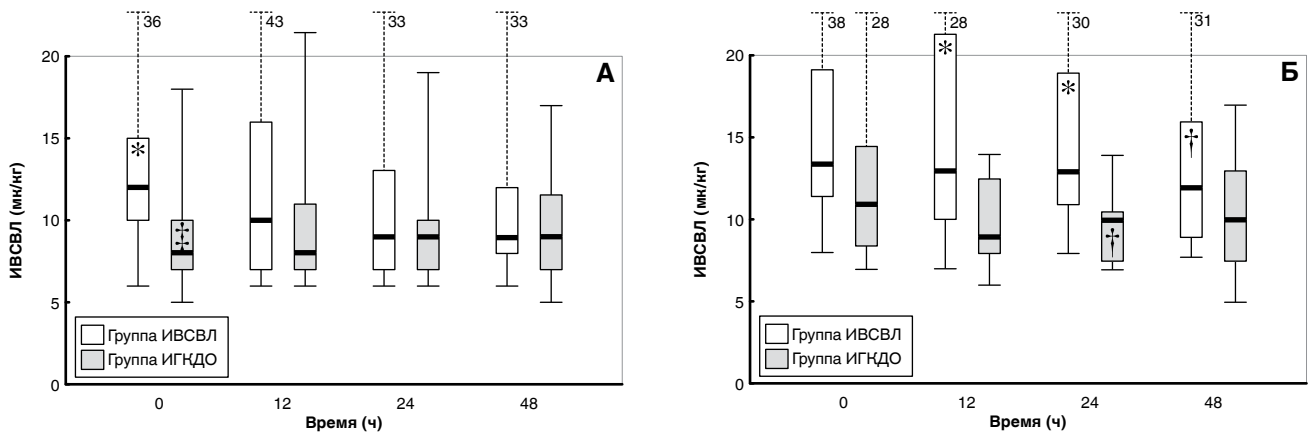 36 43 33 33
А
20
15
10
5
0
ИВСВЛ (мк/кг)
* ‡
Группа ИВСВЛ
Группа ИГКДО
0 12 24 48
Время (ч)
38 28 28 30 31
Б
20
15
10
5
0
ИВСВЛ (мк/кг)
* * † †
Группа ИВСВЛ
Группа ИГКДО
0 12 24 48
Время (ч)